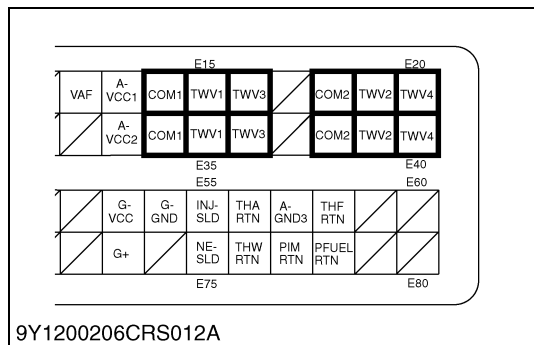 E15 E20
VAF A-VCC1 COM1 TWV1 TWV3 COM2 TWV2 TWV4
A-VCC2 COM1 TWV1 TWV3 COM2 TWV2 TWV4
E35 E40
E55 E60
G-VCC G-GND INJ-SLD THA RTN A-GND3 THF RTN
G+ NE-SLD THW RTN PIM RTN PFUEL RTN
E75 E80
9Y1200206CRS012A